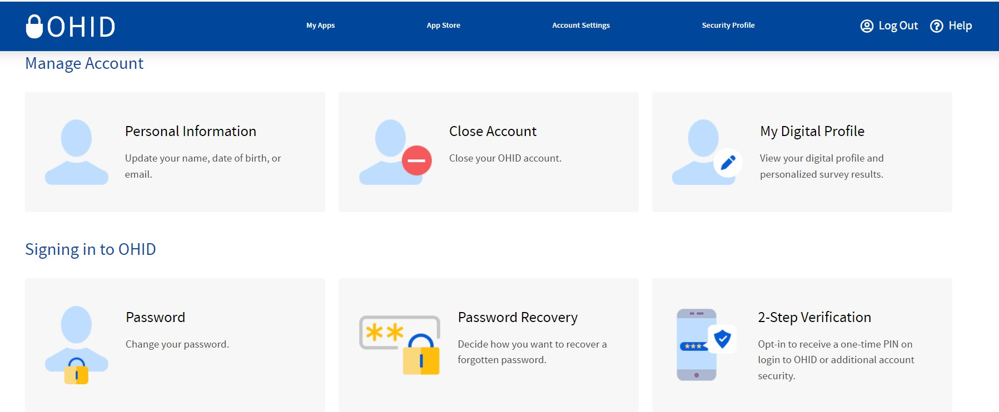 OHID
My Apps
App Store
Account Settings
Security Profile
Log Out
Help
Manage Account
Personal Information
Update your name, date of birth, or
email.
Close Account
Close your OHID account.
My Digital Profile
View your digital profile and
personalized survey results.
Signing in to OHID
Password
Change your password.
Password Recovery
Decide how you want to recover a
forgotten password.
2-Step Verification
Opt-in to receive a one-time PIN on
login to OHID or additional account
security.